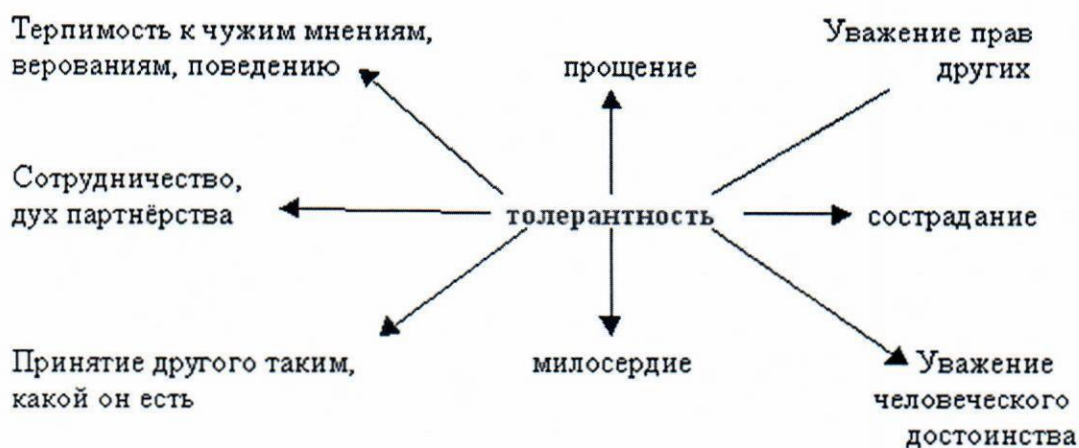 Терпимость к чужим мнениям,
верованиям, поведению
прощение
Уважение прав
других
Сотрудничество,
дух партнёрства
толерантность
сострадание
Принятие другого таким,
какой он есть
милосердие
Уважение
человеческого
достоинства